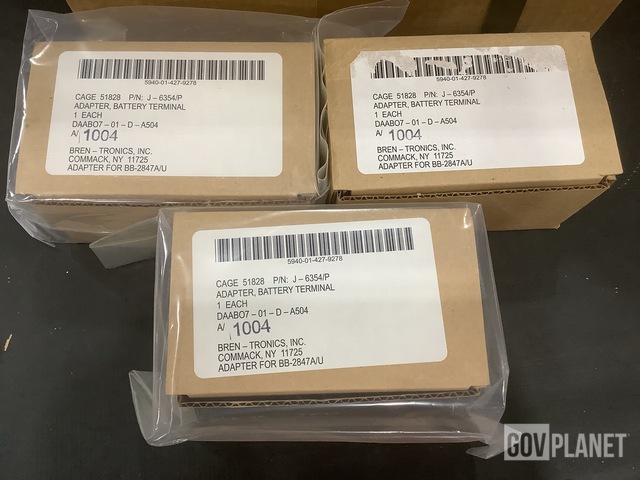 5940-01-427-9278
CAGE 51828 P/N: J-6354/P
ADAPTER, BATTERY TERMINAL
1 EACH
DAAB07-01-D-A504
A/ 1004
BREN-TRONICS, INC.
COMMACK, NY 11725
ADAPTER FOR BB-2847A/U
5940-01-427-9278
CAGE 51828 P/N: J-6354/P
ADAPTER, BATTERY TERMINAL
1 EACH
DAAB07-01-D-A504
A/ 1004
BREN-TRONICS, INC.
COMMACK, NY 11725
ADAPTER FOR BB-2847A/U
5940-01-427-9278
CAGE 51828 P/N: J-6354/P
ADAPTER, BATTERY TERMINAL
1 EACH
DAAB07-01-D-A504
A/ 1004
BREN-TRONICS, INC.
COMMACK, NY 11725
ADAPTER FOR BB-2847A/U
GOVPLANET